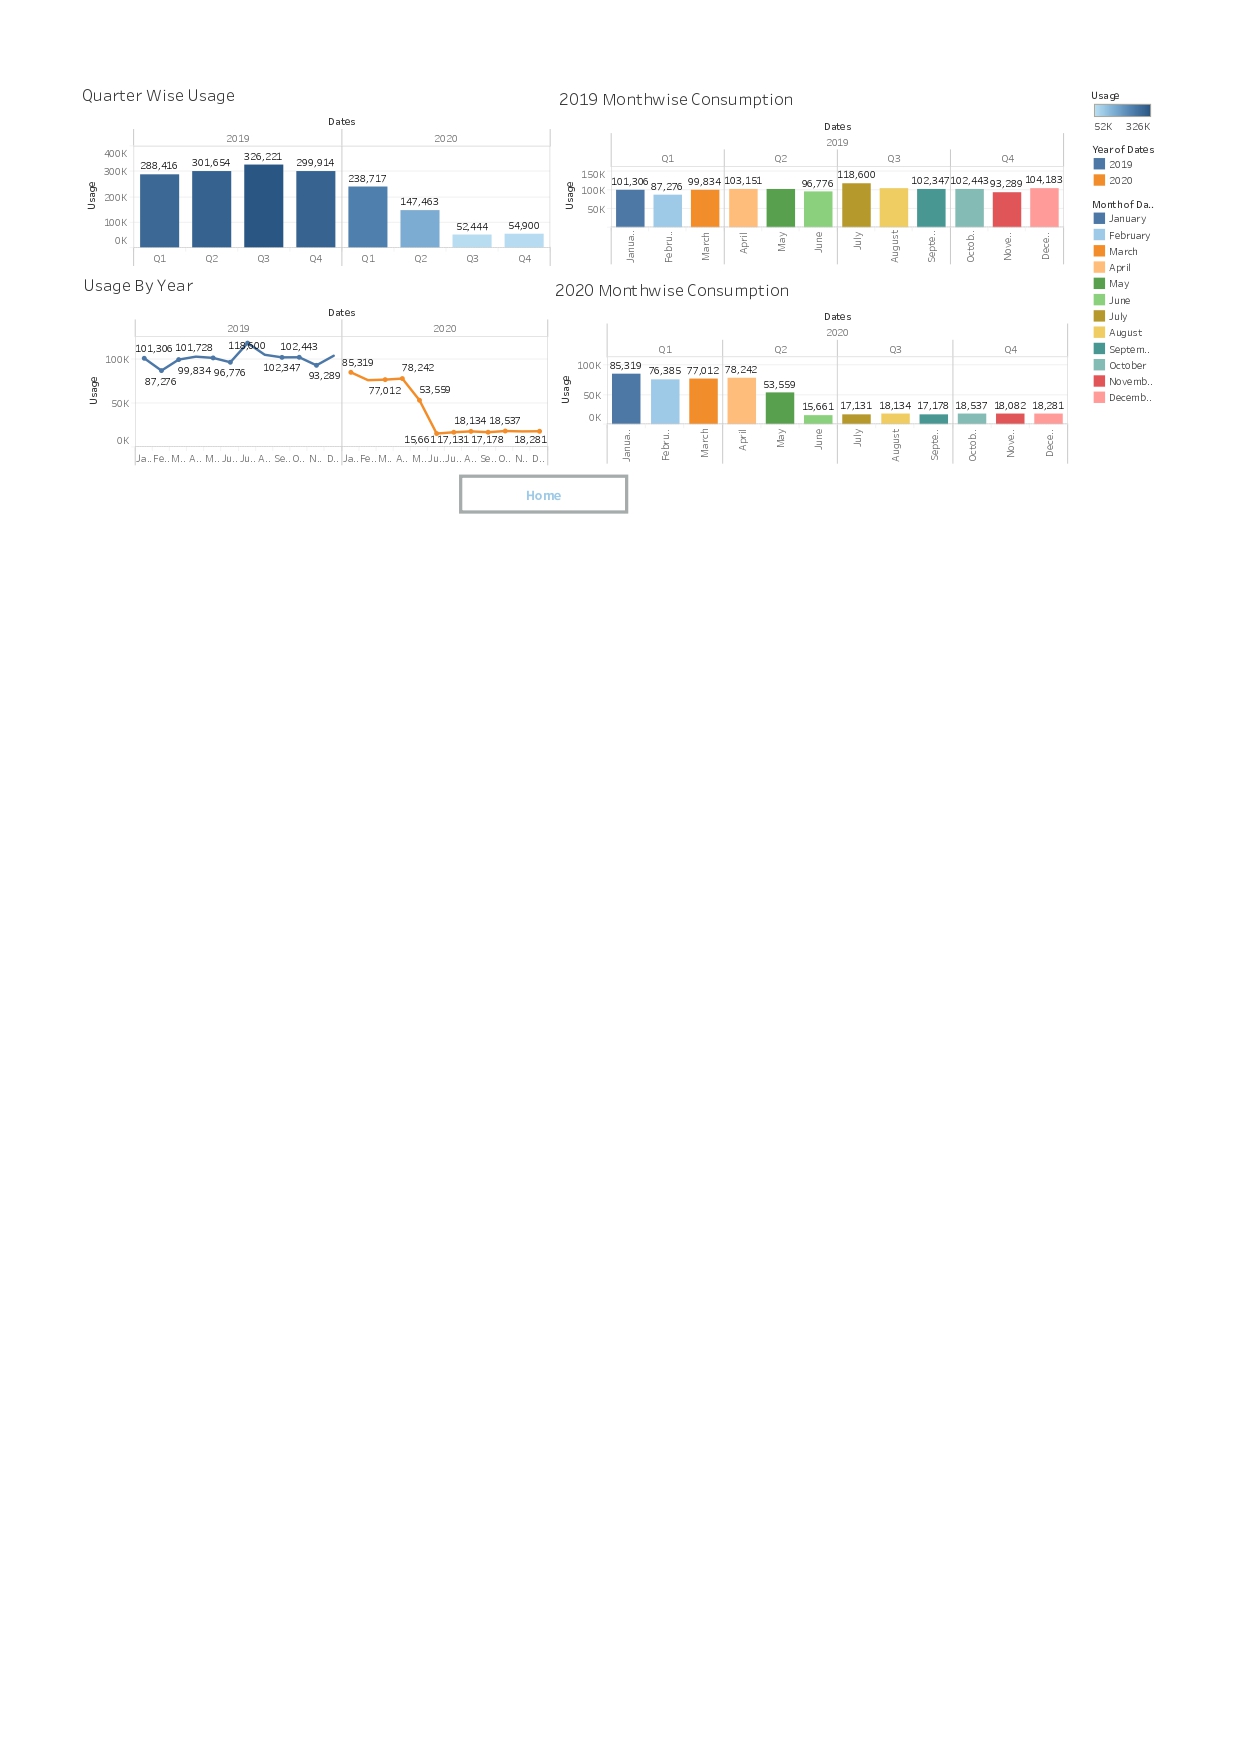 Quarter Wise Usage
Dates
2019 2020
Usage
400K
300K
200K
100K
0K
288,416 301,654 326,221 299,914 238,717 147,463 52,444 54,900
Q1 Q2 Q3 Q4 Q1 Q2 Q3 Q4
2019 Monthwise Consumption
Dates
2019
Q1 Q2 Q3 Q4
Usage
150K
100K
50K
101,306 87,276 99,834 103,151 96,776 118,600 102,347 102,443 93,289 104,183
Janua.. Febru.. March April May June July August Septe.. Octob.. Nove.. Dece..
Usage
52K 326K
Year of Dates
2019
2020
Month of Da..
January
February
March
April
May
June
July
August
Septem..
October
Novemb..
Decemb..
Usage By Year
Dates
2019 2020
Usage
100K
50K
0K
101,306 101,728 118,600 102,443
87,276 99,834 96,776 102,347 93,289
85,319 78,242
77,012 53,559
18,134 18,537
15,661 17,131 17,178 18,281
Ja.. Fe.. M.. A.. M.. Ju.. Ju.. A.. Se.. O.. N.. D.. Ja.. Fe.. M.. A.. M.. Ju.. Ju.. A.. Se.. O.. N.. D..
2020 Monthwise Consumption
Dates
2020
Q1 Q2 Q3 Q4
Usage
100K
50K
0K
85,319 76,385 77,012 78,242 53,559 15,661 17,131 18,134 17,178 18,537 18,082 18,281
Janua.. Febru.. March April May June July August Septe.. Octob.. Nove.. Dece..
Home